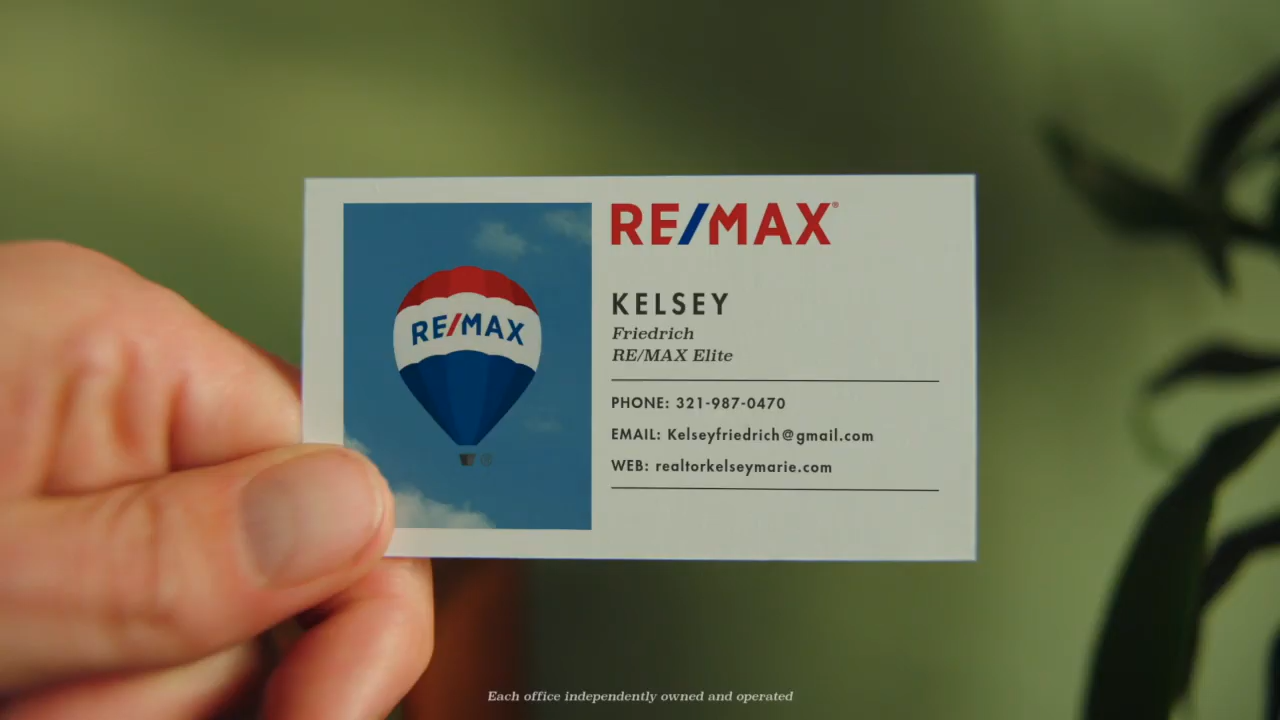 RE/MAX®
RE/MAX
KELSEY
Friedrich
RE/MAX Elite
PHONE: 321-987-0470
EMAIL: Kelseyfriedrich@gmail.com
WEB: realtorkelseymarie.com
Each office independently owned and operated